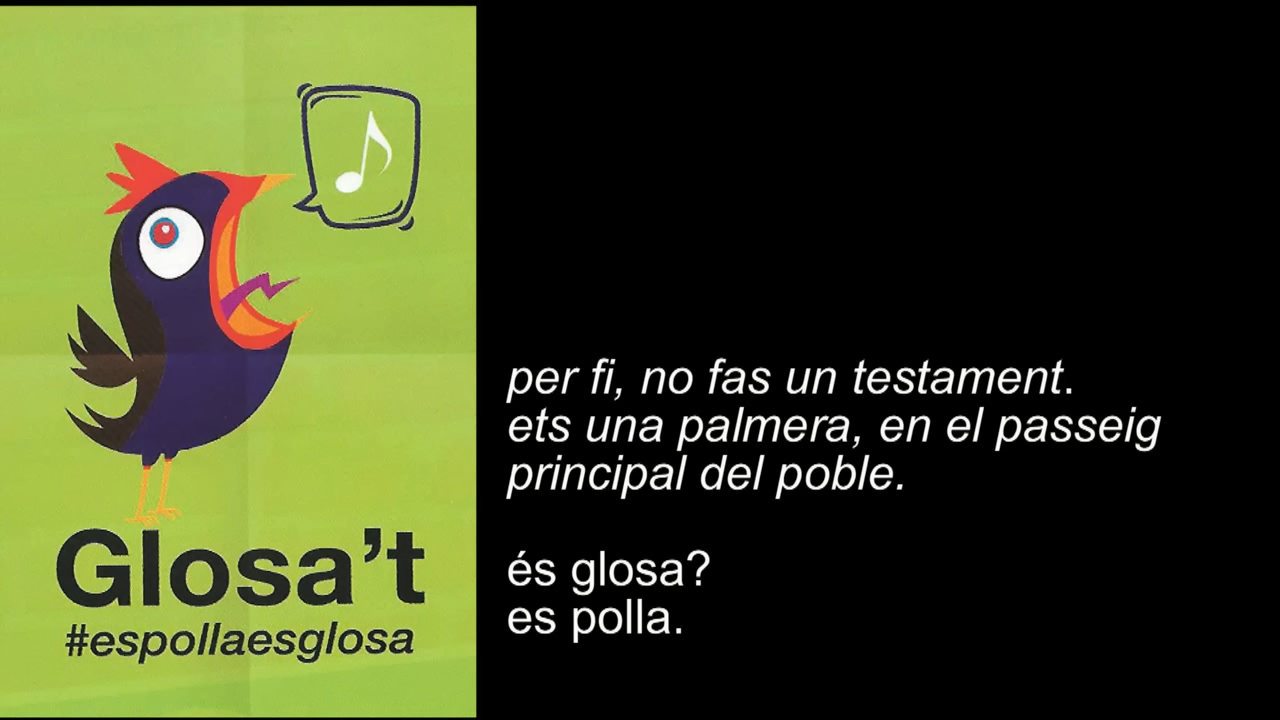 Glosa't
#espollaesglosa
per fi, no fas un testament.
ets una palmera, en el passeig
principal del poble.
és glosa?
es polla.